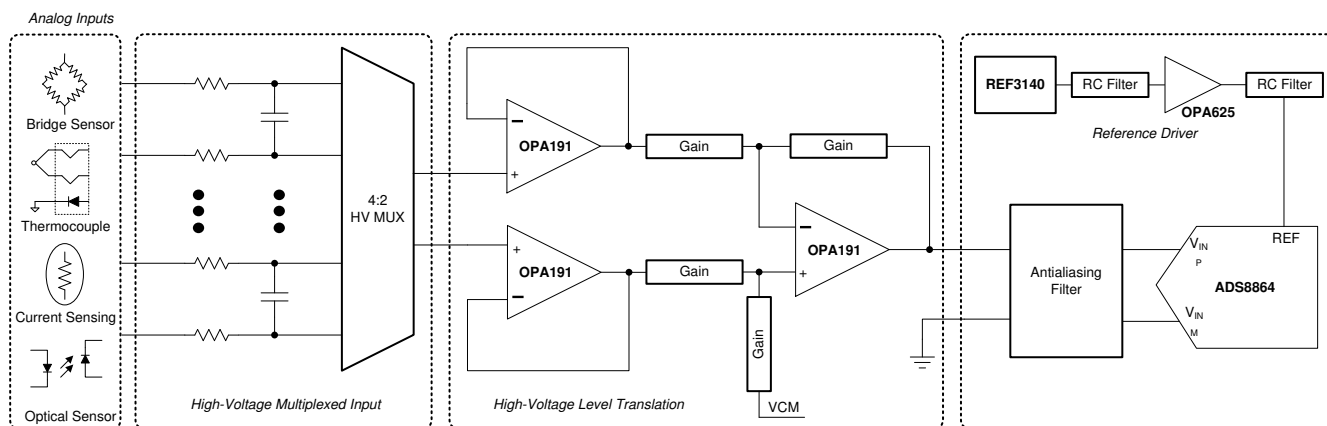 Analog Inputs
Bridge Sensor
Thermocouple
Current Sensing
Optical Sensor
4:2
HV MUX
High-Voltage Multiplexed Input
OPA191
+
Gain
Gain
OPA191
+
Gain
OPA191
+
Gain
VCM
High-Voltage Level Translation
REF3140
RC Filter
OPA625
RC Filter
Reference Driver
Antialiasing
Filter
REF
VIN
P
ADS8864
VIN
M